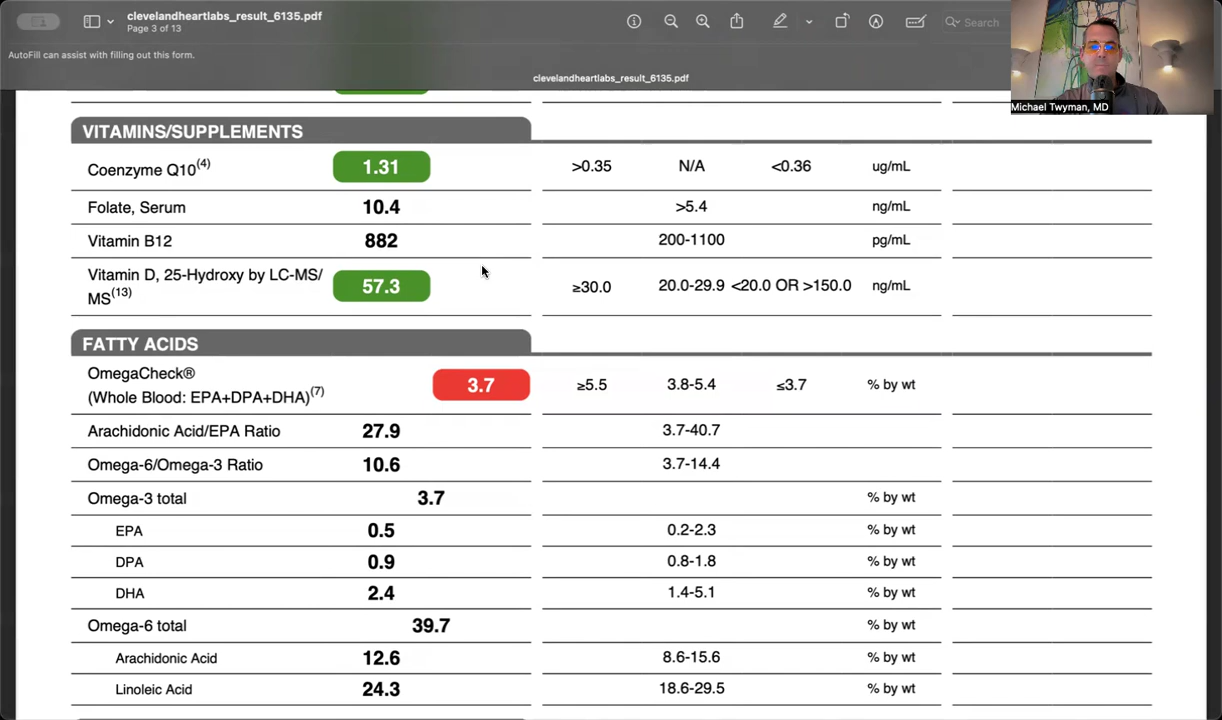 clevelandheartlabs_result_6135.pdf
Page 3 of 13
Search
AutoFill can assist with filling out this form.
clevelandheartlabs_result_6135.pdf
Michael Twyman, MD
VITAMINS/SUPPLEMENTS
Coenzyme Q10(4) 1.31 >0.35 N/A <0.36 ug/mL
Folate, Serum 10.4 >5.4 ng/mL
Vitamin B12 882 200-1100 pg/mL
Vitamin D, 25-Hydroxy by LC-MS/
MS(13) 57.3 ≥30.0 20.0-29.9 <20.0 OR >150.0 ng/mL
FATTY ACIDS
OmegaCheck®
(Whole Blood: EPA+DPA+DHA)(7) 3.7 ≥5.5 3.8-5.4 ≤3.7 % by wt
Arachidonic Acid/EPA Ratio 27.9 3.7-40.7
Omega-6/Omega-3 Ratio 10.6 3.7-14.4
Omega-3 total 3.7 % by wt
EPA 0.5 0.2-2.3 % by wt
DPA 0.9 0.8-1.8 % by wt
DHA 2.4 1.4-5.1 % by wt
Omega-6 total 39.7 % by wt
Arachidonic Acid 12.6 8.6-15.6 % by wt
Linoleic Acid 24.3 18.6-29.5 % by wt